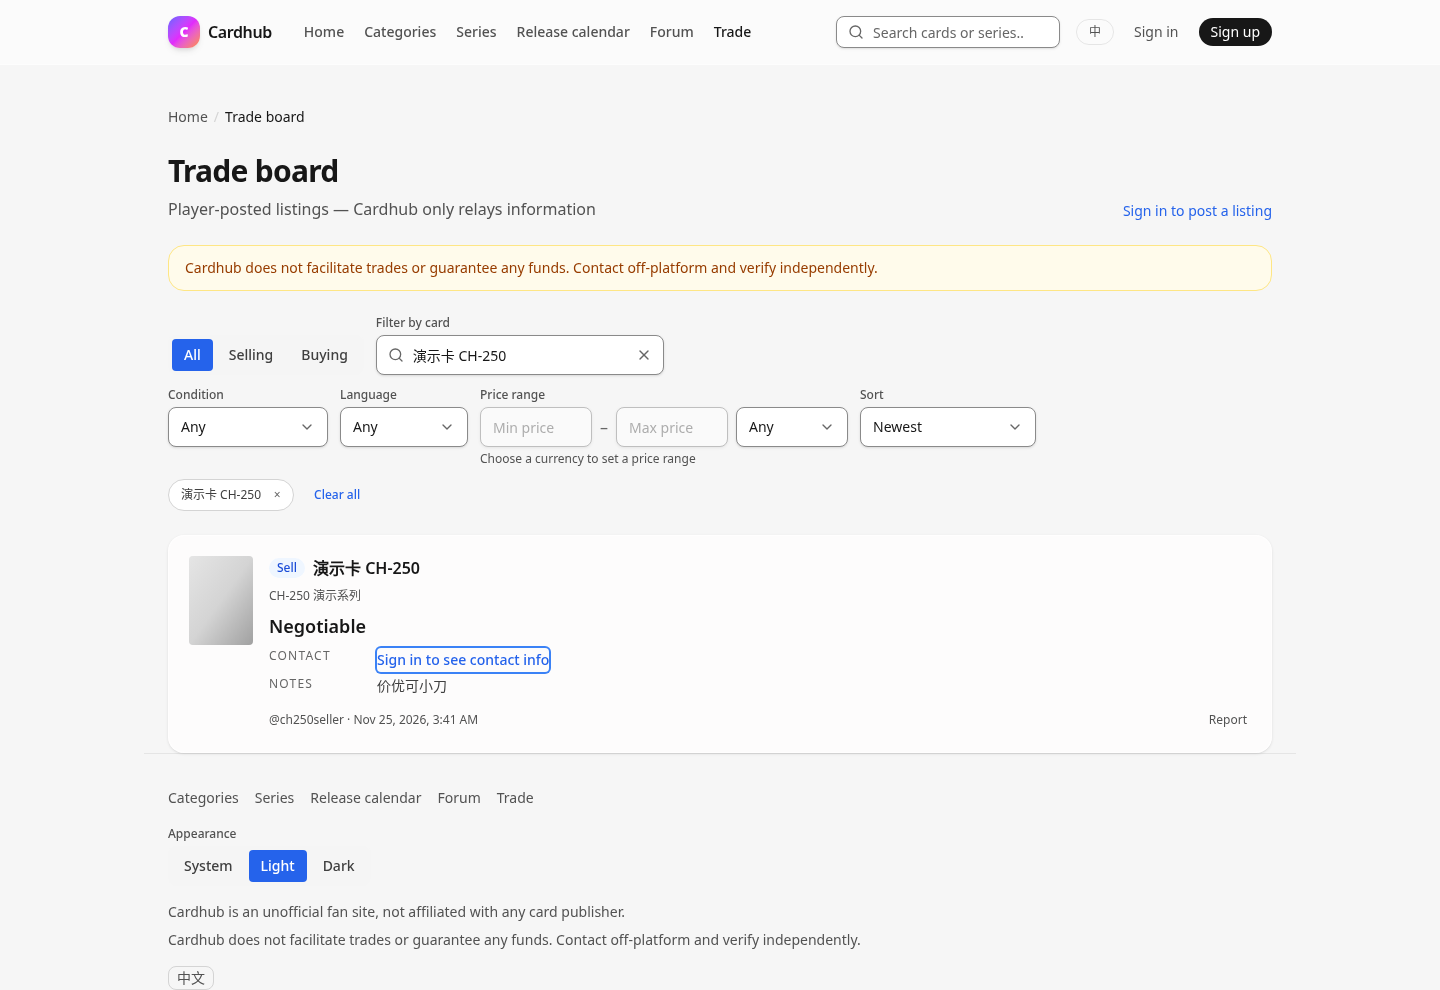 C Cardhub Home Categories Series Release calendar Forum Trade Search cards or series.. 中 Sign in Sign up
Home / Trade board
Trade board
Player-posted listings — Cardhub only relays information
Sign in to post a listing
Cardhub does not facilitate trades or guarantee any funds. Contact off-platform and verify independently.
Filter by card
All Selling Buying 演示卡 CH-250 ×
Condition Language Price range Sort
Any Any Min price – Max price Any Newest
Choose a currency to set a price range
演示卡 CH-250 × Clear all
Sell 演示卡 CH-250
CH-250 演示系列
Negotiable
CONTACT Sign in to see contact info
NOTES 价优可小刀
@ch250seller · Nov 25, 2026, 3:41 AM Report
Categories Series Release calendar Forum Trade
Appearance
System Light Dark
Cardhub is an unofficial fan site, not affiliated with any card publisher.
Cardhub does not facilitate trades or guarantee any funds. Contact off-platform and verify independently.
中文